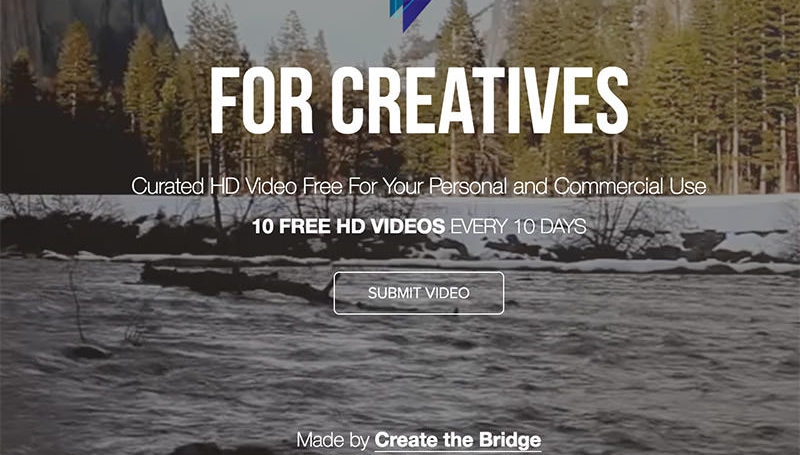 FOR CREATIVES
Curated HD Video Free For Your Personal and Commercial Use
10 FREE HD VIDEOS EVERY 10 DAYS
SUBMIT VIDEO
Made by Create the Bridge